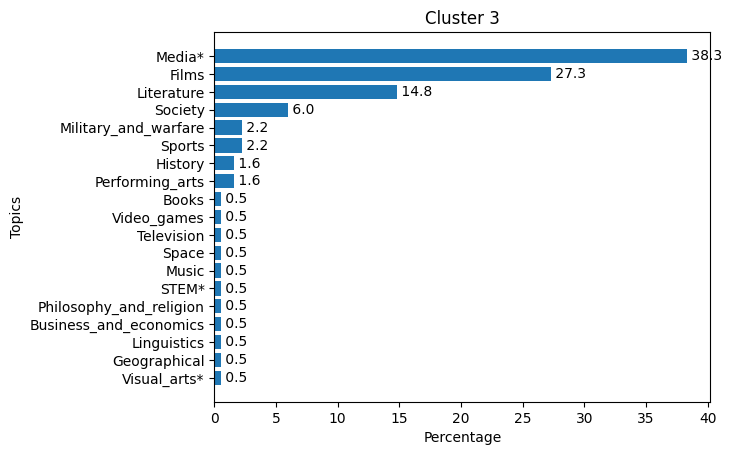 Cluster 3
Topics
Media* 38.3
Films 27.3
Literature 14.8
Society 6.0
Military_and_warfare 2.2
Sports 2.2
History 1.6
Performing_arts 1.6
Books 0.5
Video_games 0.5
Television 0.5
Space 0.5
Music 0.5
STEM* 0.5
Philosophy_and_religion 0.5
Business_and_economics 0.5
Linguistics 0.5
Geographical 0.5
Visual_arts* 0.5
0 5 10 15 20 25 30 35 40
Percentage